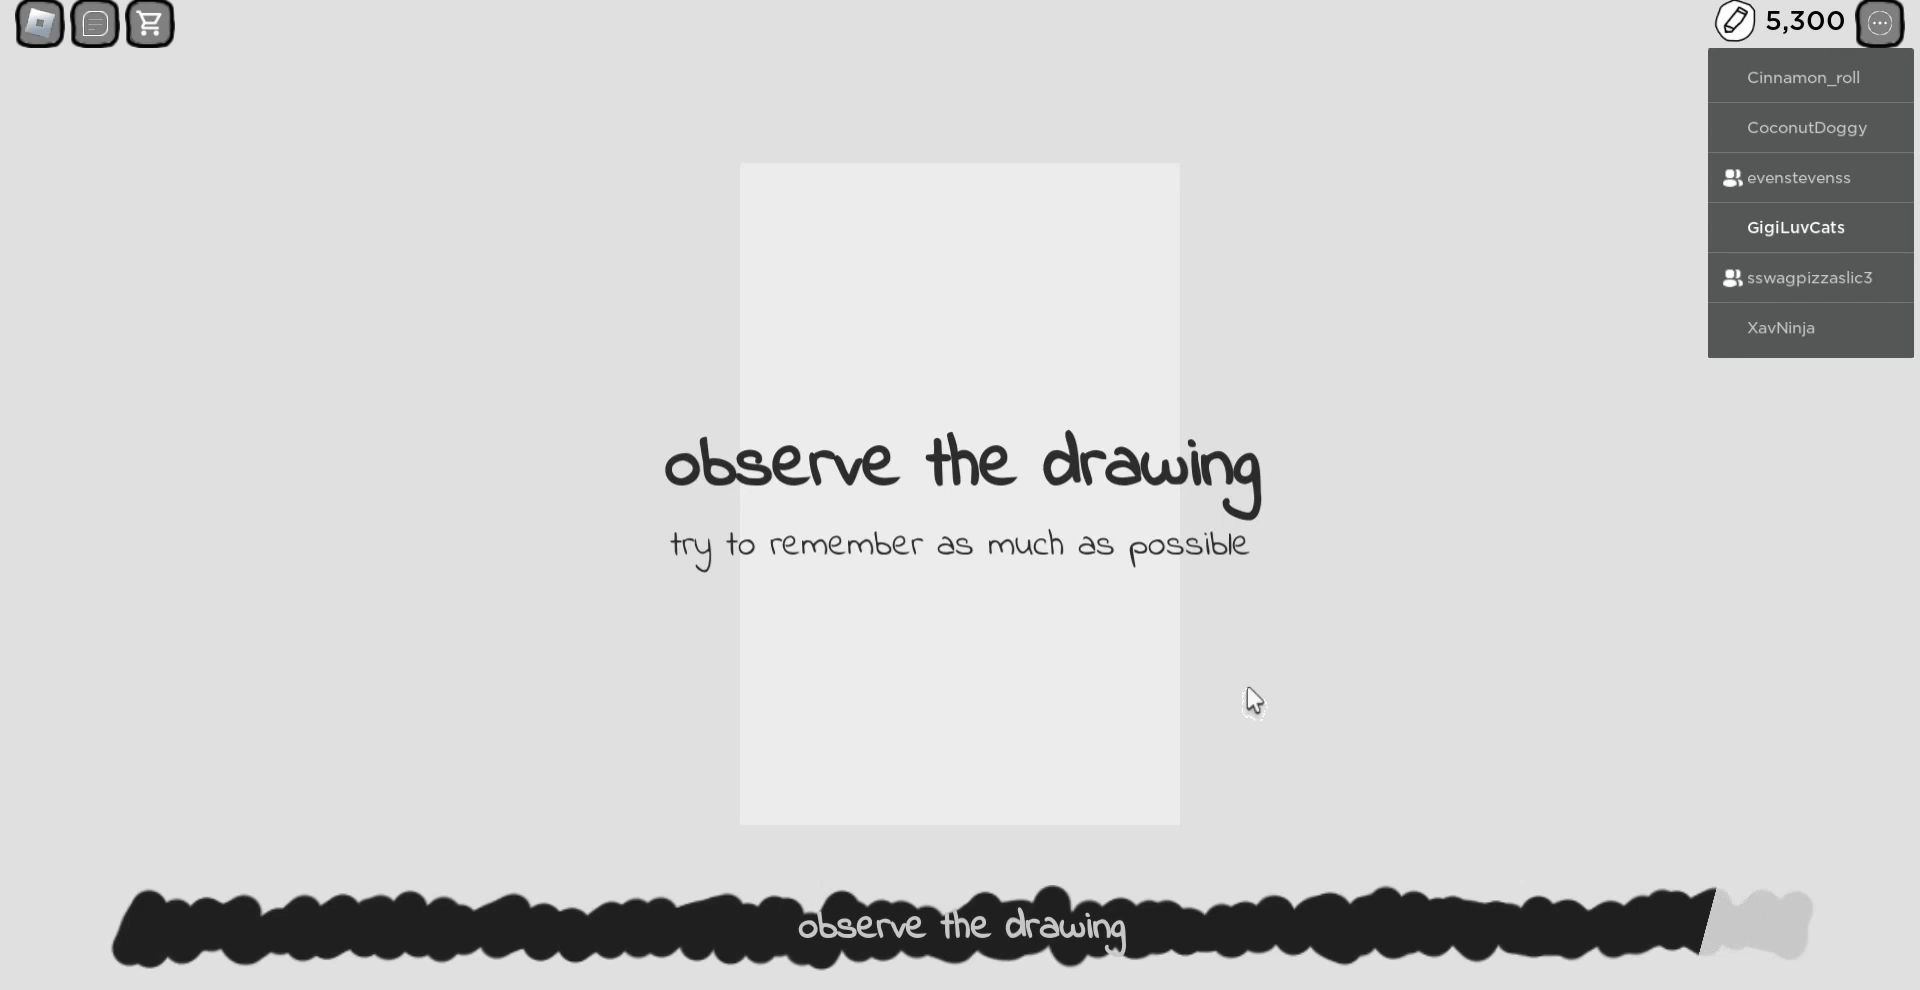 5,300
Cinnamon_roll
CoconutDoggy
evenstevenss
GigiLuvCats
sswagpizzaslic3
XavNinja
observe the drawing
try to remember as much as possible
observe the drawing